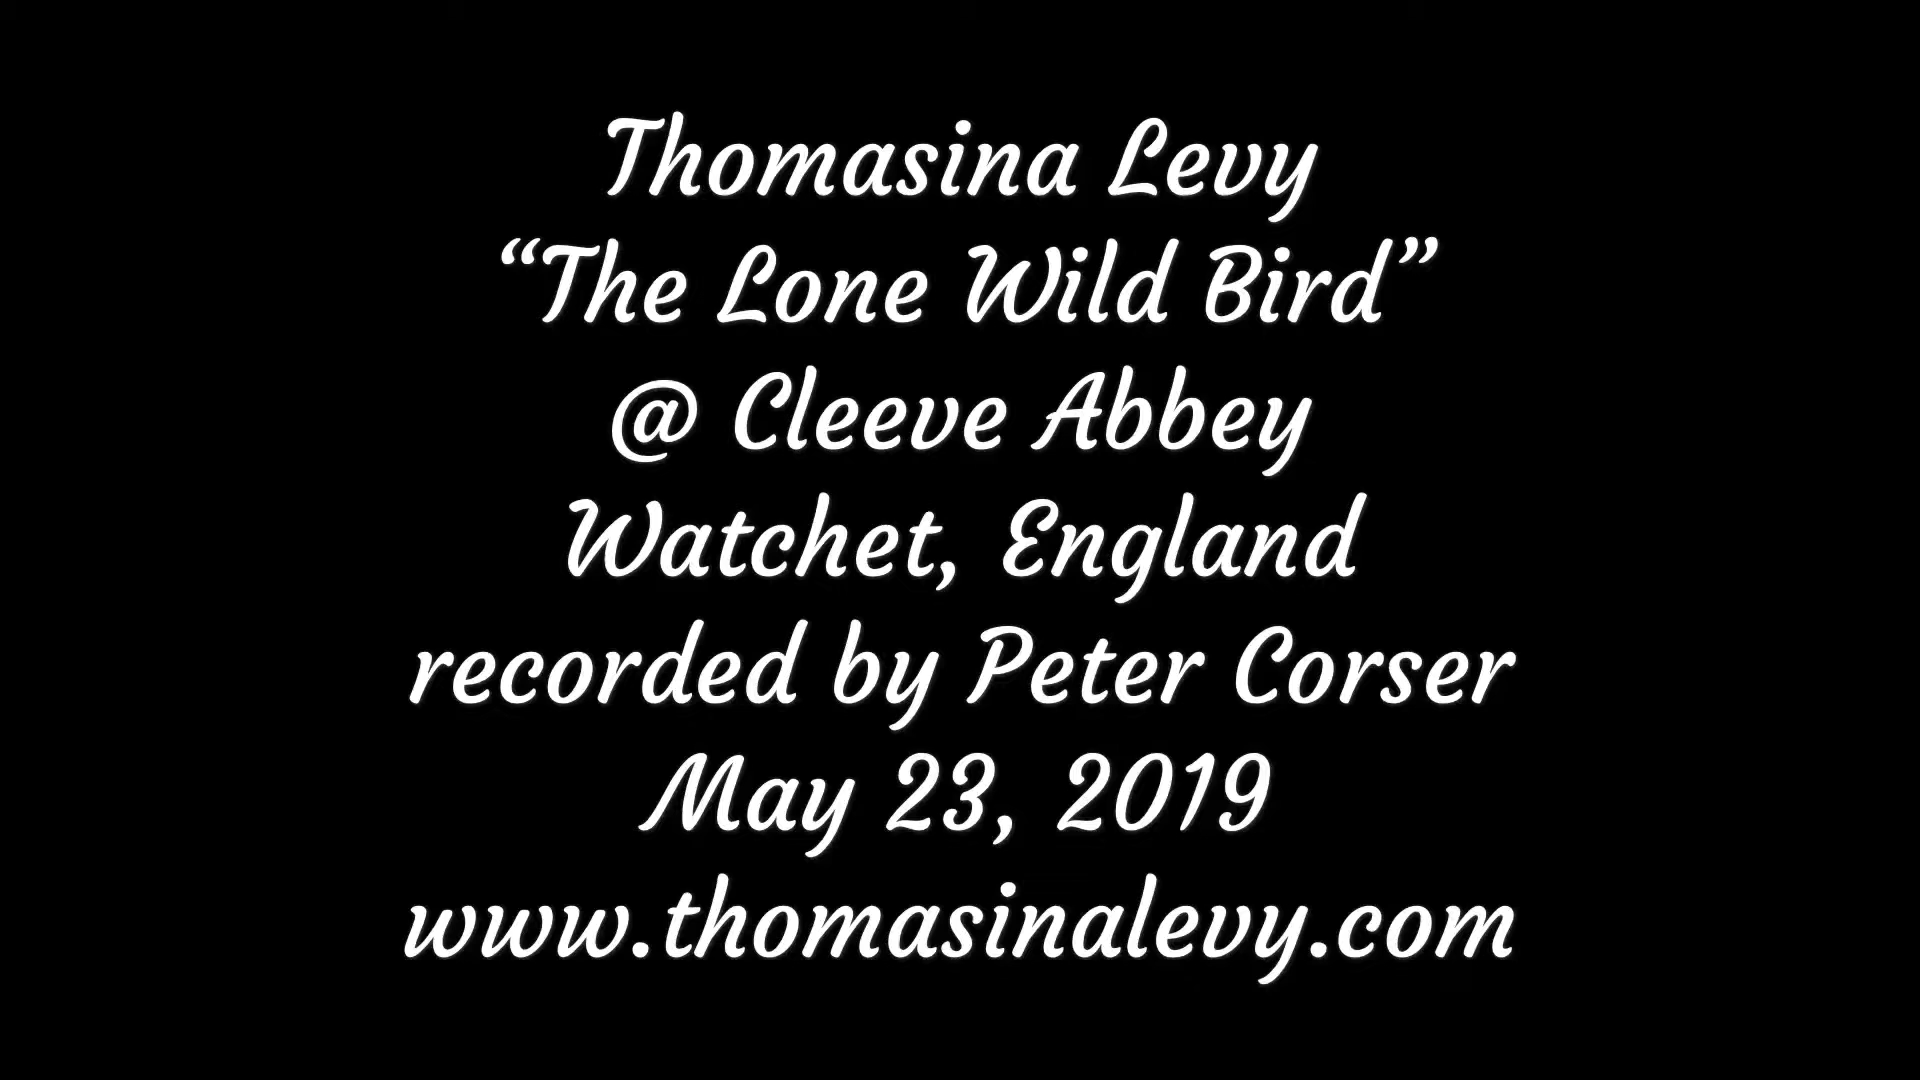 Thomasina Levy
“The Lone Wild Bird”
@ Cleeve Abbey
Watchet, England
recorded by Peter Corser
May 23, 2019
www.thomasinalevy.com